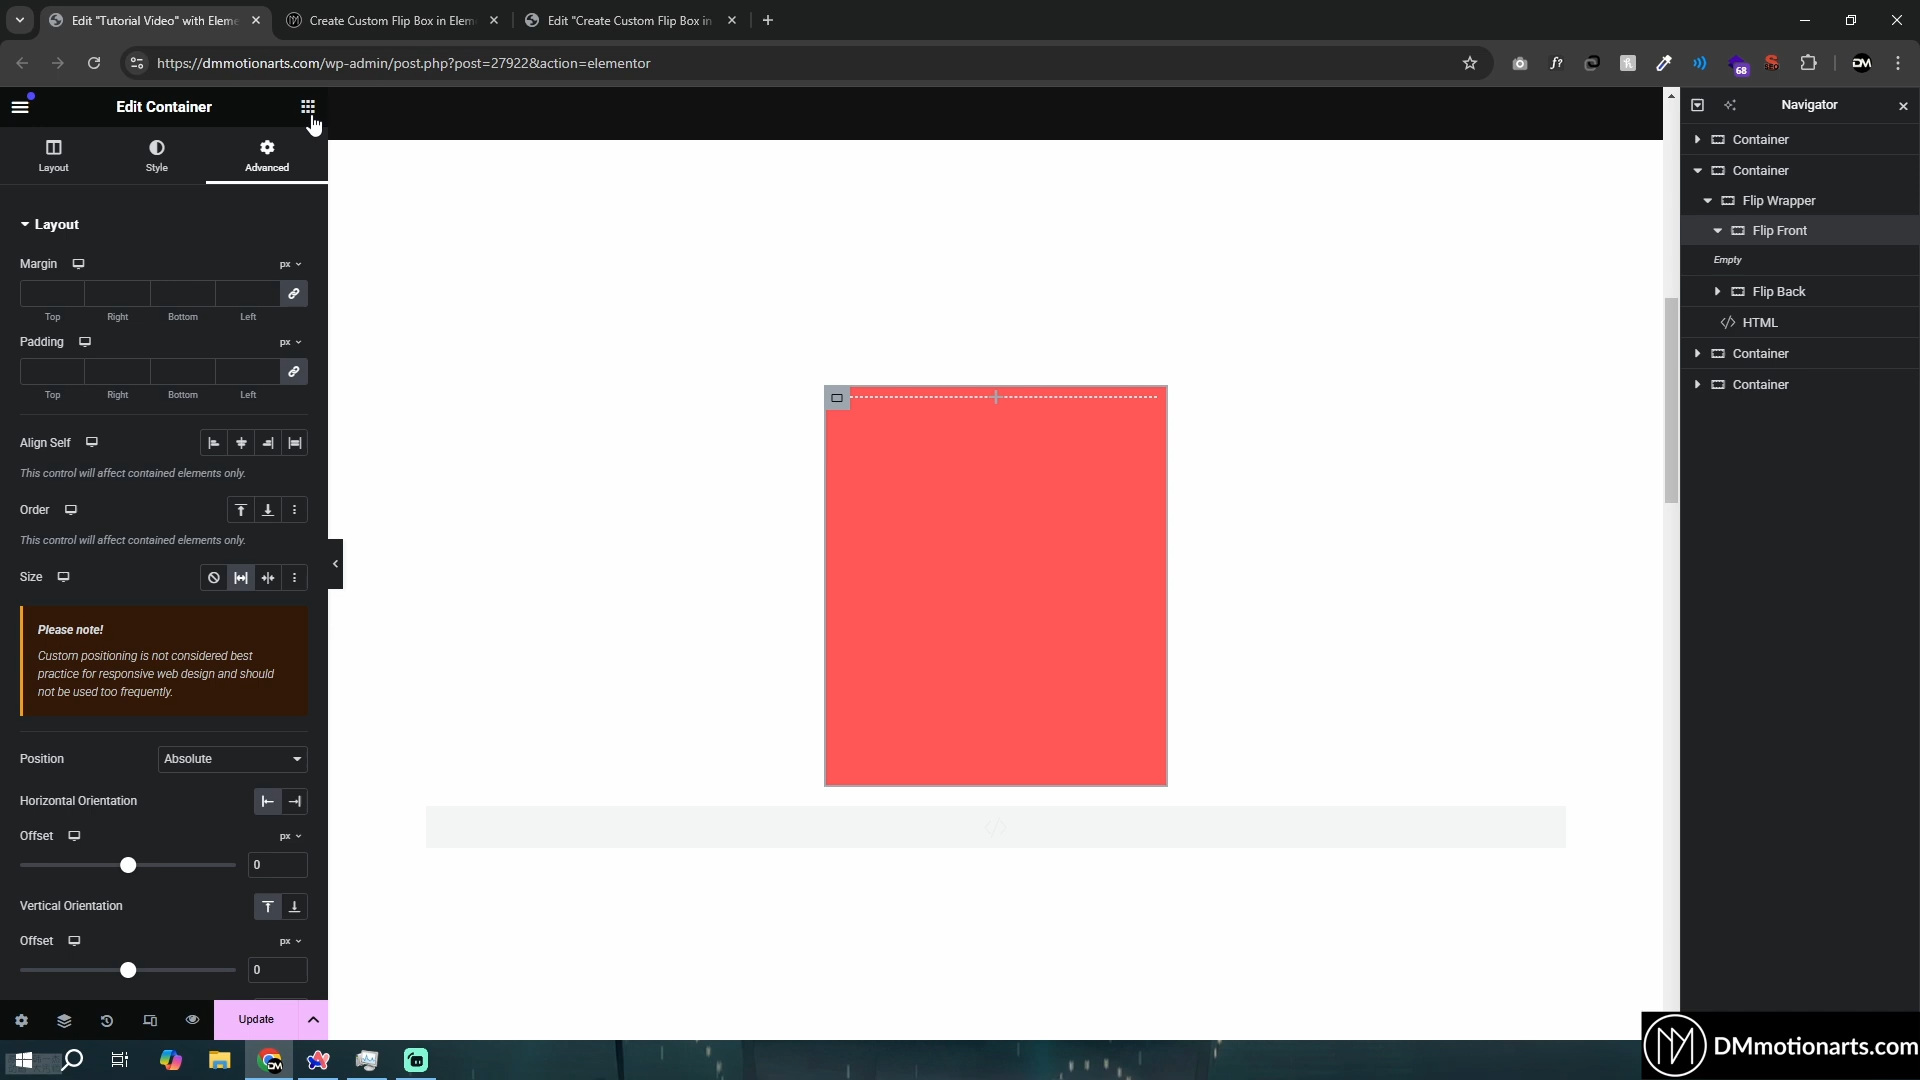 Edit "Tutorial Video" with Eleme
Create Custom Flip Box in Elem
Edit "Create Custom Flip Box in
https://dmmotionarts.com/wp-admin/post.php?post=27922&action=elementor
f?
68
SEO
DM
Edit Container
Layout
Style
Advanced
Layout
Margin
px
Top
Right
Bottom
Left
Padding
px
Top
Right
Bottom
Left
Align Self
This control will affect contained elements only.
Order
This control will affect contained elements only.
Size
Please note!
Custom positioning is not considered best
practice for responsive web design and should
not be used too frequently.
Position
Absolute
Horizontal Orientation
Offset
px
0
Vertical Orientation
Offset
px
0
Update
Navigator
Container
Container
Flip Wrapper
Flip Front
Empty
Flip Back
HTML
Container
Container
DM
DMmotionarts.com